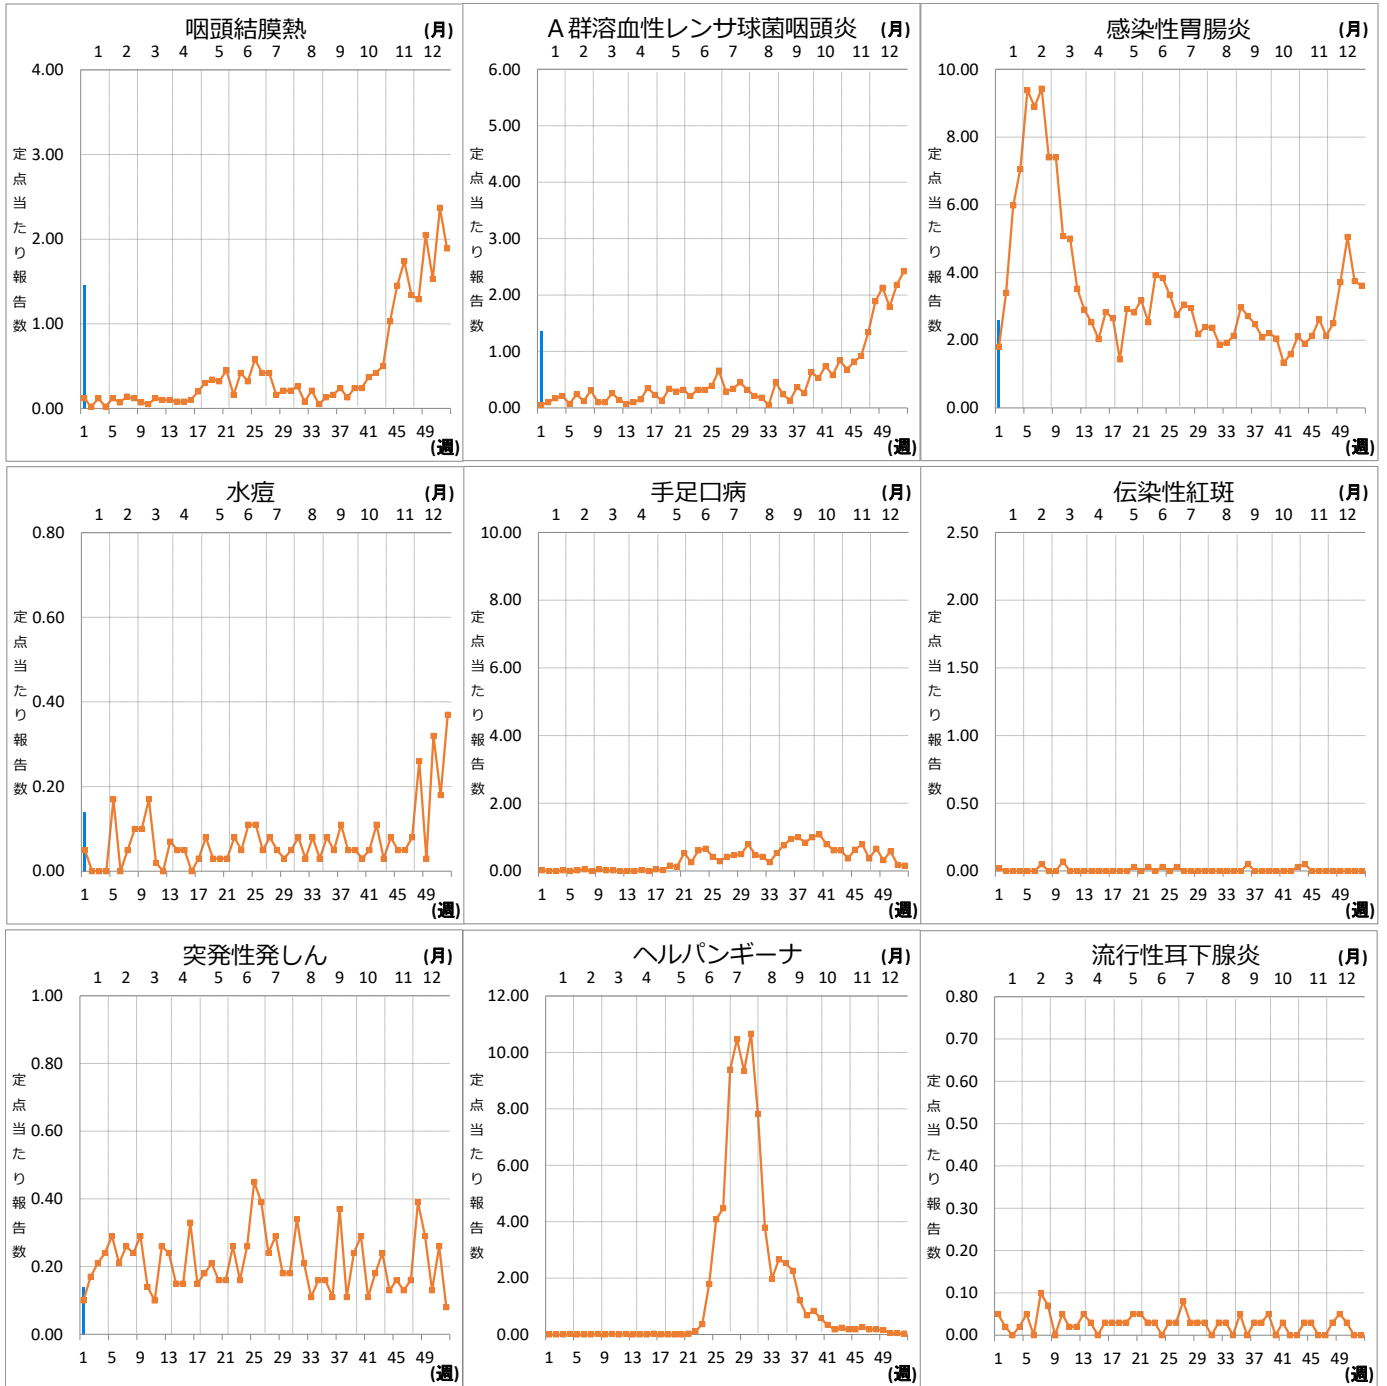 咽頭結膜熱 (月)
1 2 3 4 5 6 7 8 9 10 11 12
4.00
3.00
2.00
1.00
0.00
定点当たり報告数
1 5 9 13 17 21 25 29 33 37 41 45 49
(週)
A群溶血性レンサ球菌咽頭炎 (月)
1 2 3 4 5 6 7 8 9 10 11 12
6.00
5.00
4.00
3.00
2.00
1.00
0.00
定点当たり報告数
1 5 9 13 17 21 25 29 33 37 41 45 49
(週)
感染性胃腸炎 (月)
1 2 3 4 5 6 7 8 9 10 11 12
10.00
8.00
6.00
4.00
2.00
0.00
定点当たり報告数
1 5 9 13 17 21 25 29 33 37 41 45 49
(週)
水痘 (月)
1 2 3 4 5 6 7 8 9 10 11 12
0.80
0.60
0.40
0.20
0.00
定点当たり報告数
1 5 9 13 17 21 25 29 33 37 41 45 49
(週)
手足口病 (月)
1 2 3 4 5 6 7 8 9 10 11 12
10.00
8.00
6.00
4.00
2.00
0.00
定点当たり報告数
1 5 9 13 17 21 25 29 33 37 41 45 49
(週)
伝染性紅斑 (月)
1 2 3 4 5 6 7 8 9 10 11 12
2.50
2.00
1.50
1.00
0.50
0.00
定点当たり報告数
1 5 9 13 17 21 25 29 33 37 41 45 49
(週)
突発性発しん (月)
1 2 3 4 5 6 7 8 9 10 11 12
1.00
0.80
0.60
0.40
0.20
0.00
定点当たり報告数
1 5 9 13 17 21 25 29 33 37 41 45 49
(週)
ヘルパンギーナ (月)
1 2 3 4 5 6 7 8 9 10 11 12
12.00
10.00
8.00
6.00
4.00
2.00
0.00
定点当たり報告数
1 5 9 13 17 21 25 29 33 37 41 45 49
(週)
流行性耳下腺炎 (月)
1 2 3 4 5 6 7 8 9 10 11 12
0.80
0.70
0.60
0.50
0.40
0.30
0.20
0.10
0.00
定点当たり報告数
1 5 9 13 17 21 25 29 33 37 41 45 49
(週)